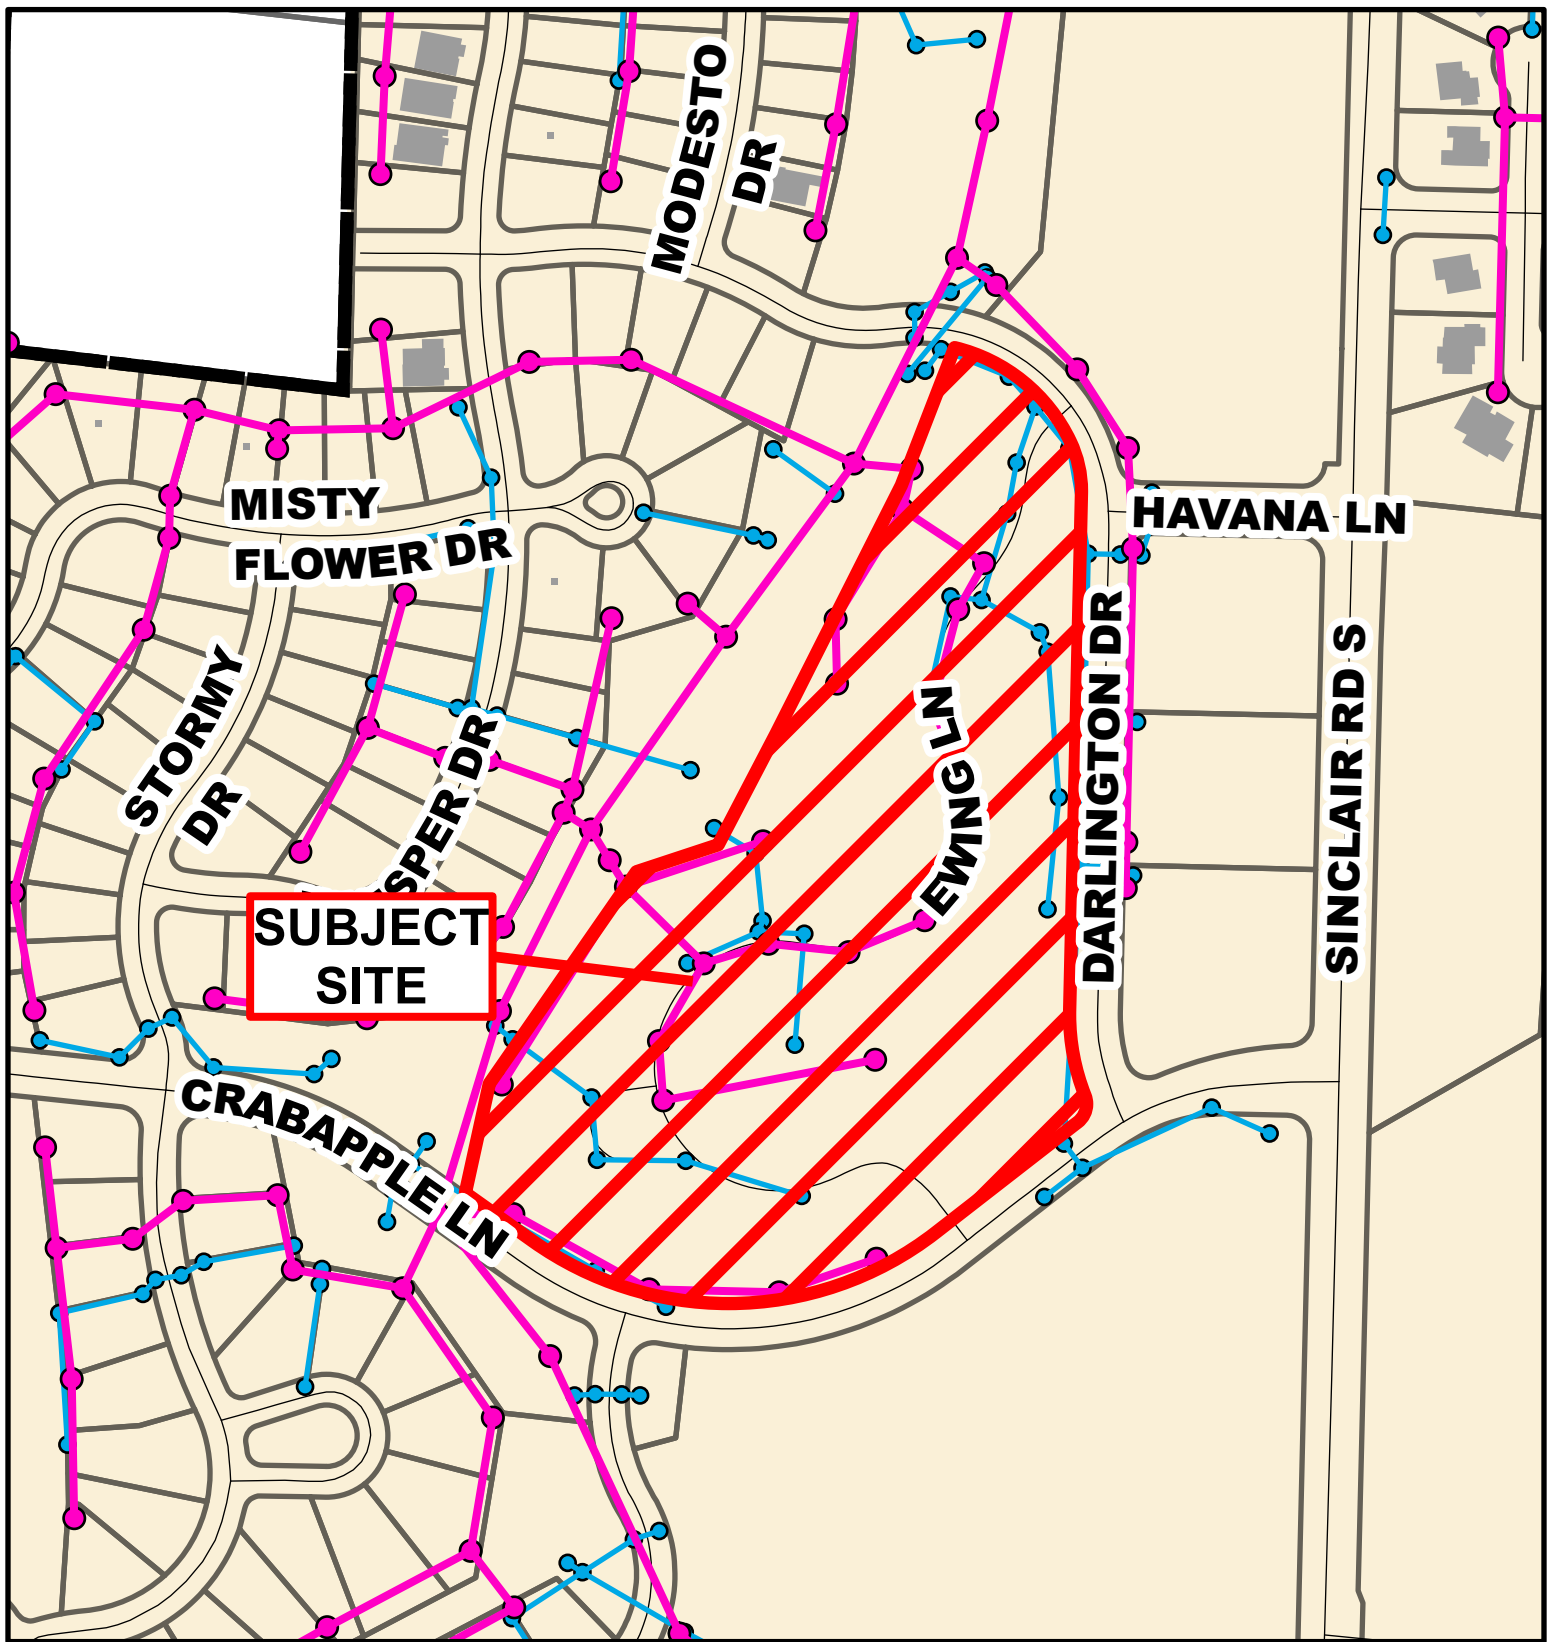 MODESTO
DR
MISTY
FLOWER DR
HAVANA LN
STORMY
DR
SPER DR
EWING LN
DARLINGTON DR
SINCLAIR RD S
SUBJECT
SITE
CRABAPPLE LN